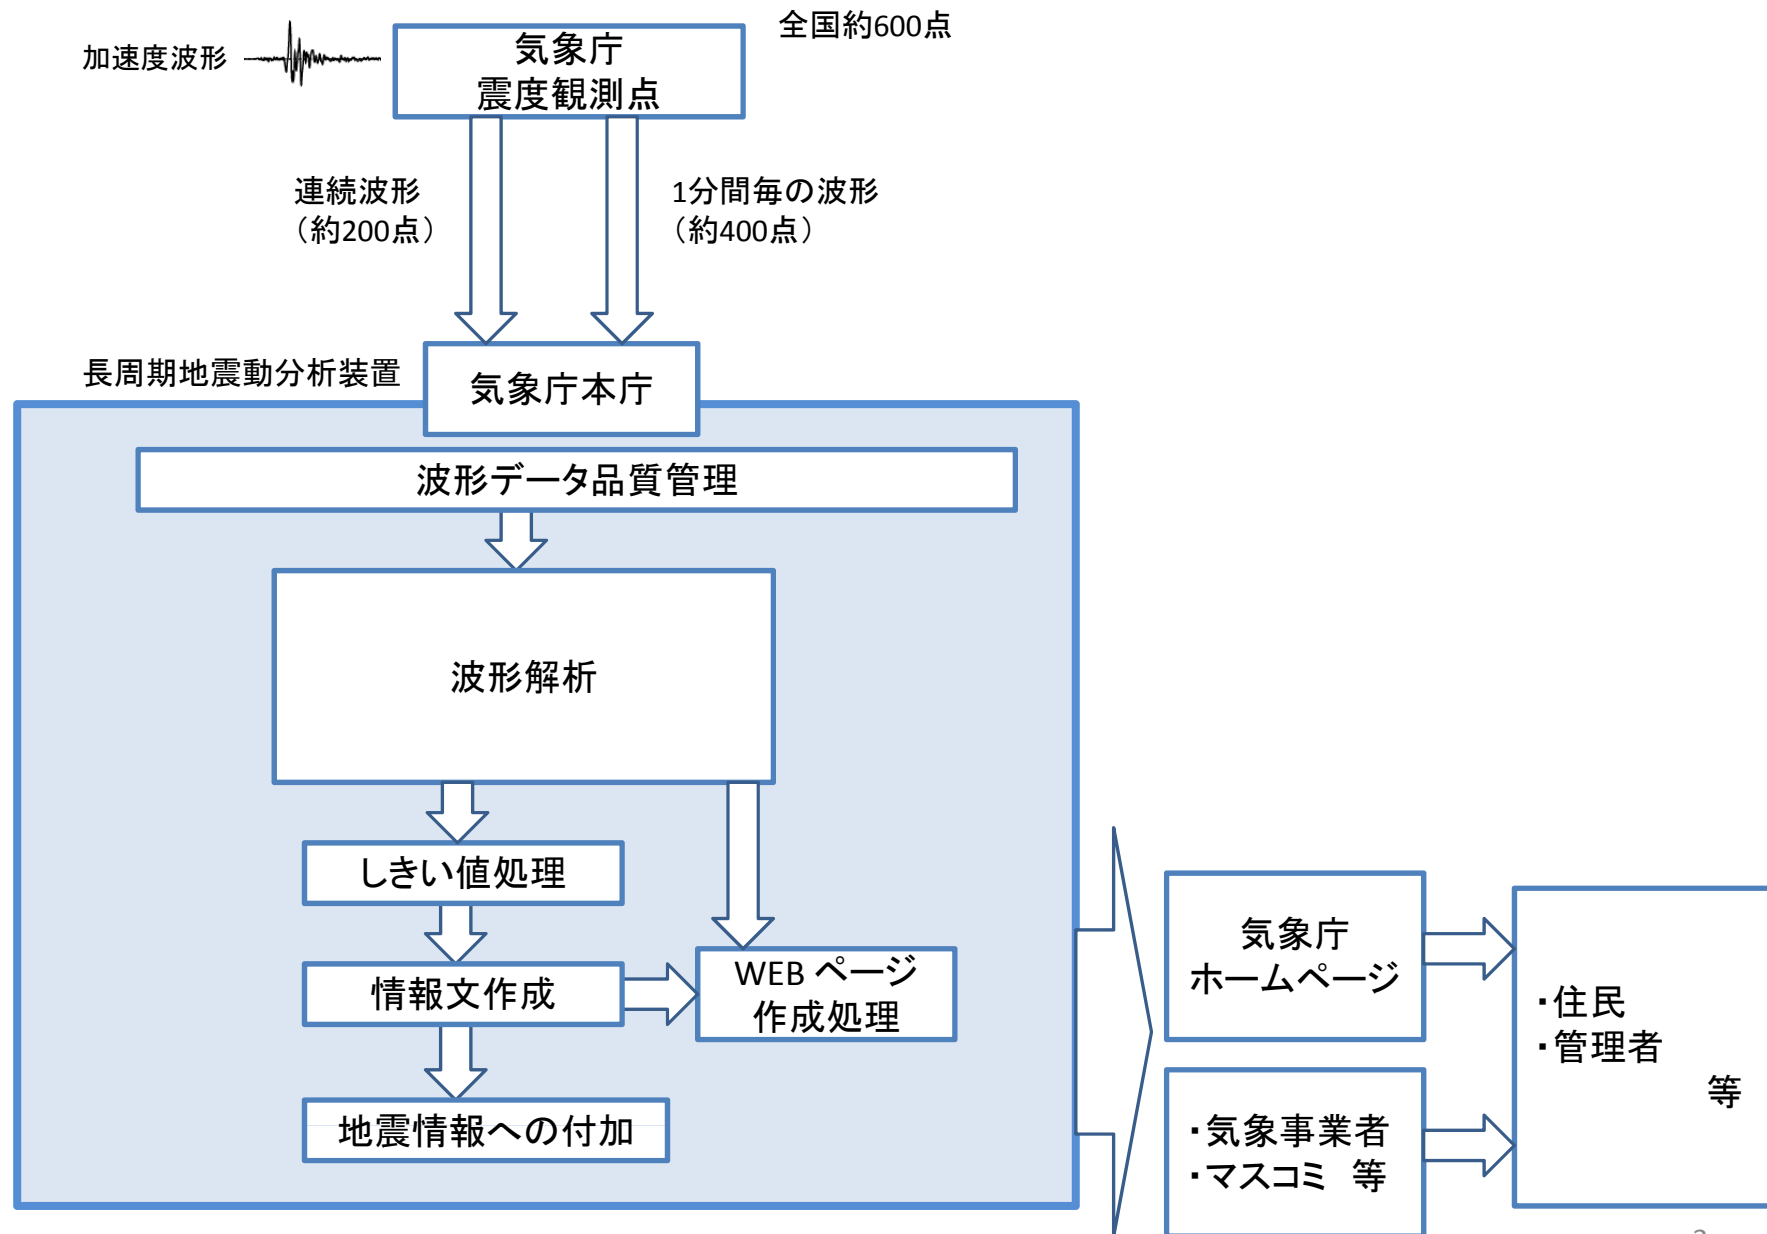 全国約600点
加速度波形
気象庁
震度観測点
連続波形
（約200点）
1分間毎の波形
（約400点）
長周期地震動分析装置
気象庁本庁
波形データ品質管理
波形解析
しきい値処理
情報文作成
WEB ページ
作成処理
地震情報への付加
気象庁
ホームページ
・気象事業者
・マスコミ　等
・住民
・管理者
等